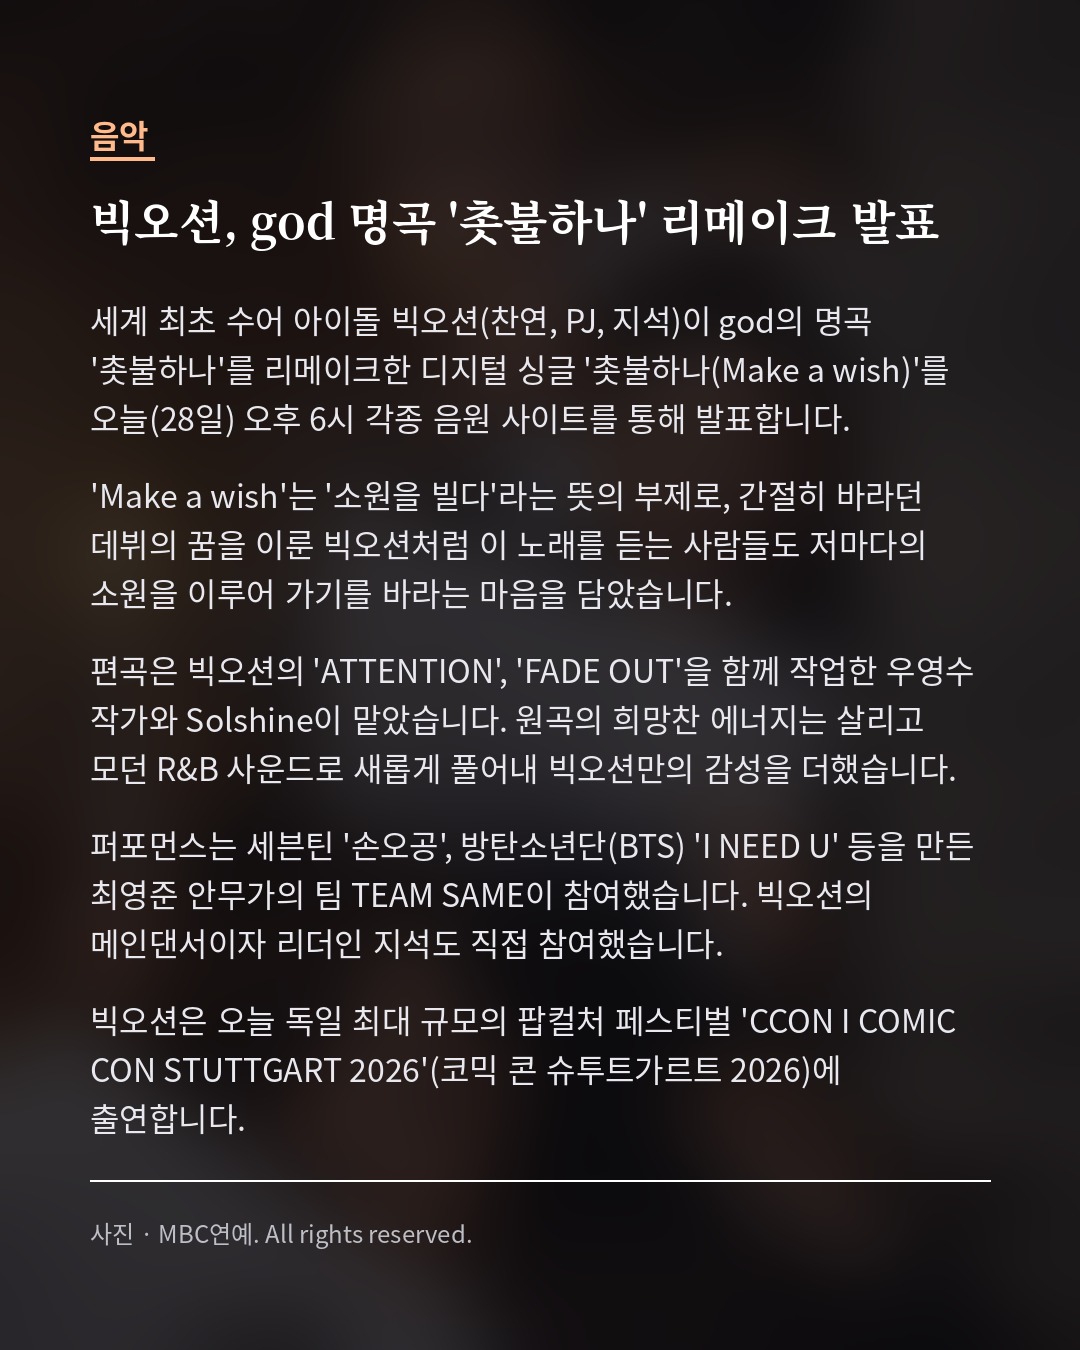 음악
빅오션, god 명곡 '촛불하나' 리메이크 발표
세계 최초 수어 아이돌 빅오션(찬연, PJ, 지석)이 god의 명곡
'촛불하나'를 리메이크한 디지털 싱글 '촛불하나(Make a wish)'를
오늘(28일) 오후 6시 각종 음원 사이트를 통해 발표합니다.
'Make a wish'는 '소원을 빌다'라는 뜻의 부제로, 간절히 바라던
데뷔의 꿈을 이룬 빅오션처럼 이 노래를 듣는 사람들도 저마다의
소원을 이루어 가기를 바라는 마음을 담았습니다.
편곡은 빅오션의 'ATTENTION', 'FADE OUT'을 함께 작업한 우영수
작가와 Solshine이 맡았습니다. 원곡의 희망찬 에너지는 살리고
모던 R&B 사운드로 새롭게 풀어내 빅오션만의 감성을 더했습니다.
퍼포먼스는 세븐틴 '손오공', 방탄소년단(BTS) 'I NEED U' 등을 만든
최영준 안무가의 팀 TEAM SAME이 참여했습니다. 빅오션의
메인댄서이자 리더인 지석도 직접 참여했습니다.
빅오션은 오늘 독일 최대 규모의 팝컬처 페스티벌 'CCON I COMIC
CON STUTTGART 2026'(코믹 콘 슈투트가르트 2026)에
출연합니다.
사진 · MBC연예. All rights reserved.